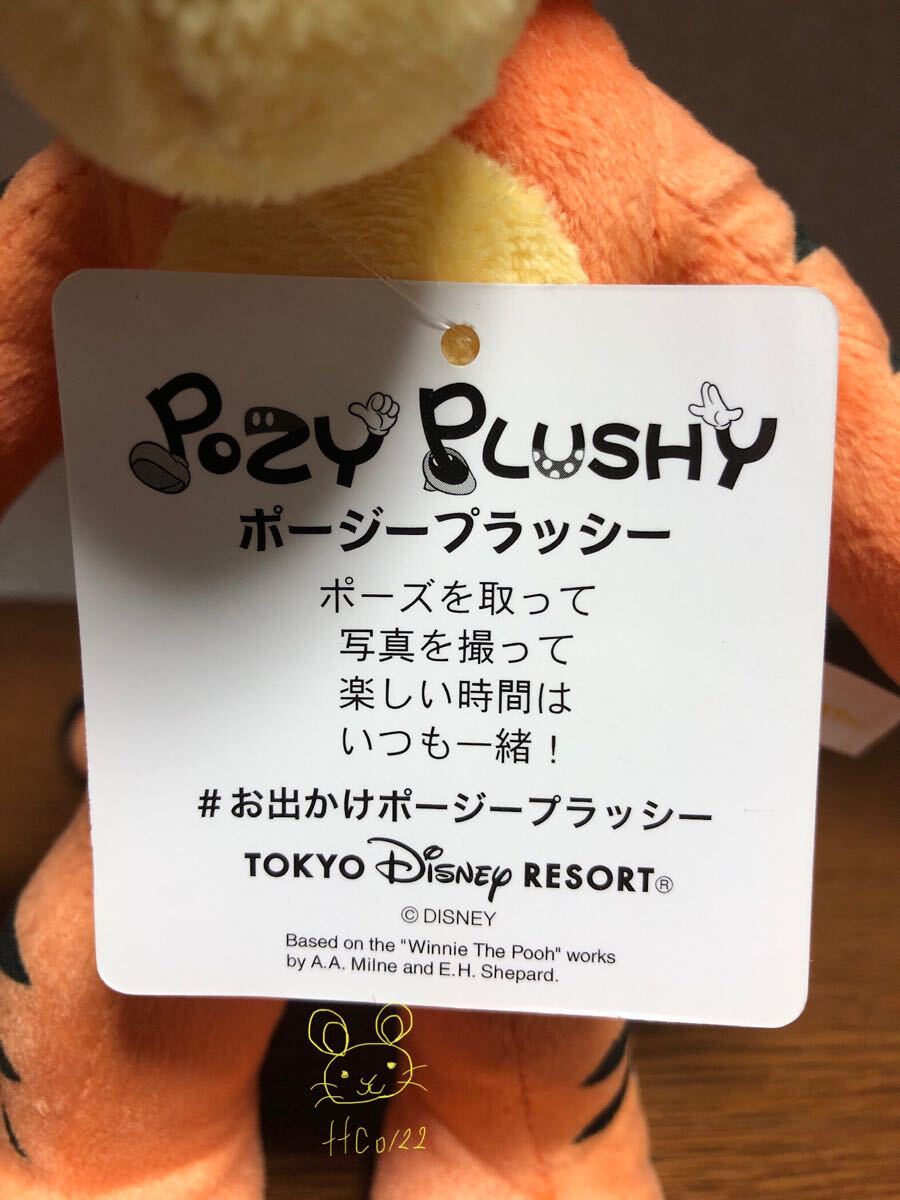 POZY PLUSHY
ポージープラッシー
ポーズを取って
写真を撮って
楽しい時間は
いつも一緒!
#お出かけポージープラッシー
TOKYO Disney RESORT®
© DISNEY
Based on the "Winnie The Pooh" works
by A.A. Milne and E.H. Shepard.
HCO122